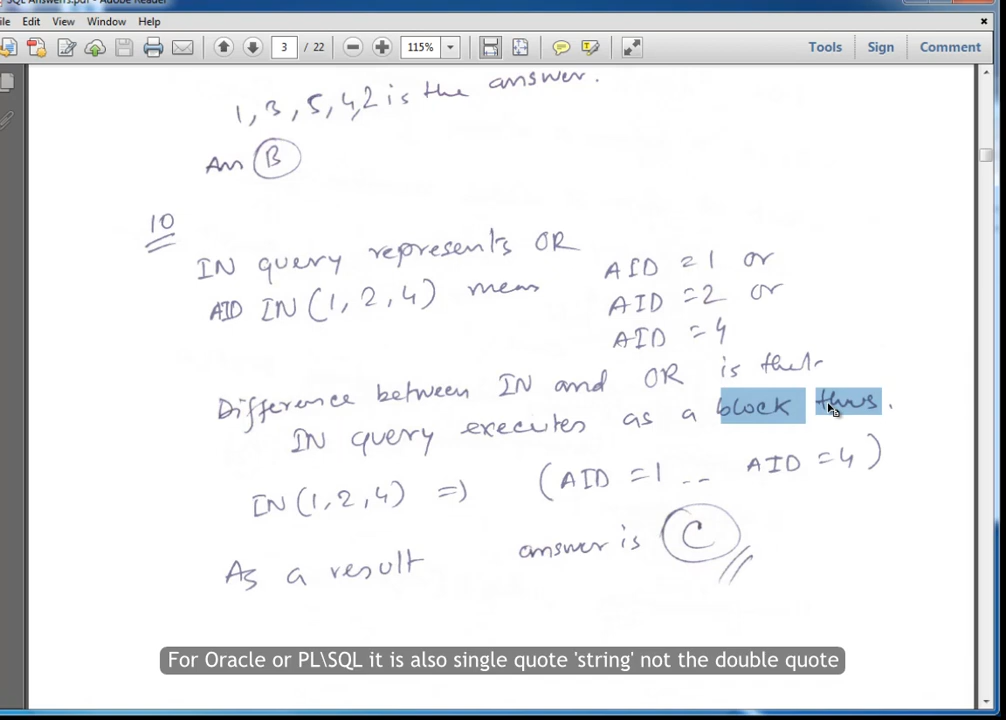 SQL Answers.pdf - Adobe Reader
File Edit View Window Help
3 / 22 115% Tools Sign Comment
1, 3, 5, 4, 2 is the answer.
Ans B
10
IN query represents OR
AID IN (1, 2, 4) means AID = 1 or
AID = 2 or
AID = 4
Difference between IN and OR is that
IN query executes as a block thus.
IN (1, 2, 4) => (AID = 1 .. AID = 4)
As a result answer is C
For Oracle or PL\SQL it is also single quote 'string' not the double quote